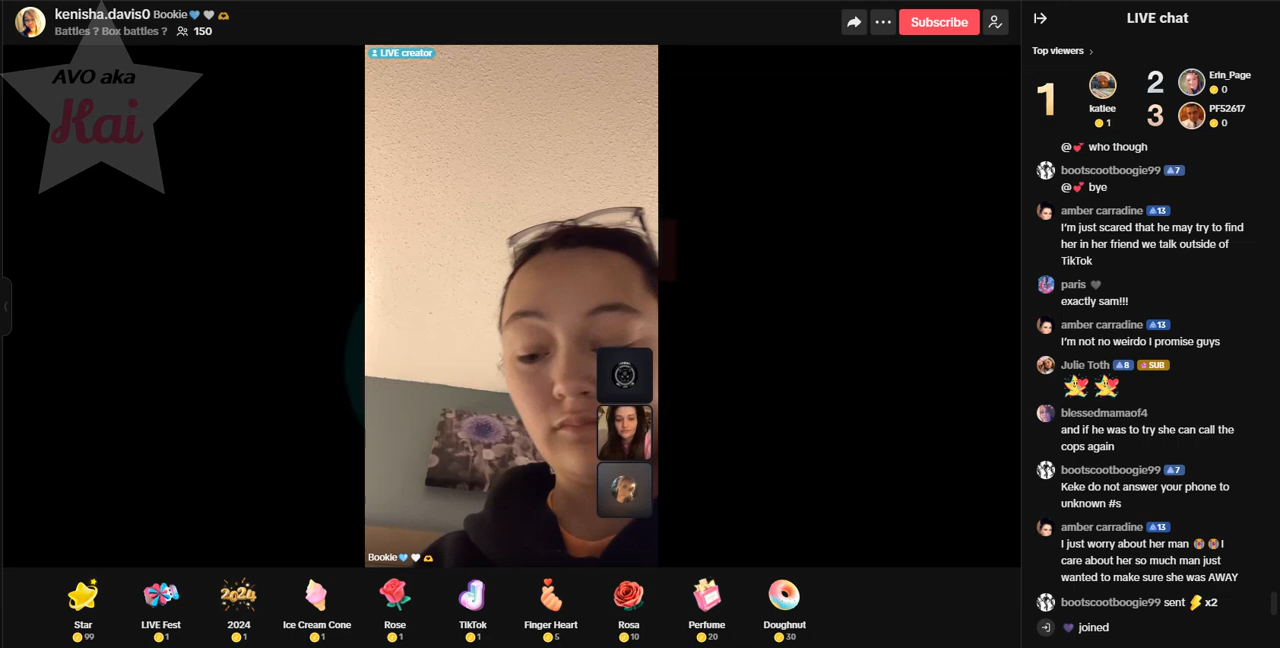 kenisha.davis0 Bookie💙🤍🫶
Battles ? Box battles ? 150
Subscribe
LIVE chat
AVO aka
Kai
LIVE creator
Bookie💙🤍🫶
Top viewers >
1
katiee
1
2
Erin_Page
0
3
PF52617
0
@💕 who though
bootscootboogie99 7
@💕 bye
amber carradine 13
I'm just scared that he may try to find
her in her friend we talk outside of
TikTok
paris 🖤
exactly sam!!!
amber carradine 13
I'm not no weirdo I promise guys
Julie Toth 8 SUB
blessedmamaof4
and if he was to try she can call the
cops again
bootscootboogie99 7
Keke do not answer your phone to
unknown #s
amber carradine 13
I just worry about her man 😭😭I
care about her so much man just
wanted to make sure she was AWAY
bootscootboogie99 sent ⚡ x2
💜 joined
Star
99
LIVE Fest
1
2024
2024
1
Ice Cream Cone
1
Rose
1
TikTok
1
Finger Heart
5
Rosa
10
Perfume
20
Doughnut
30